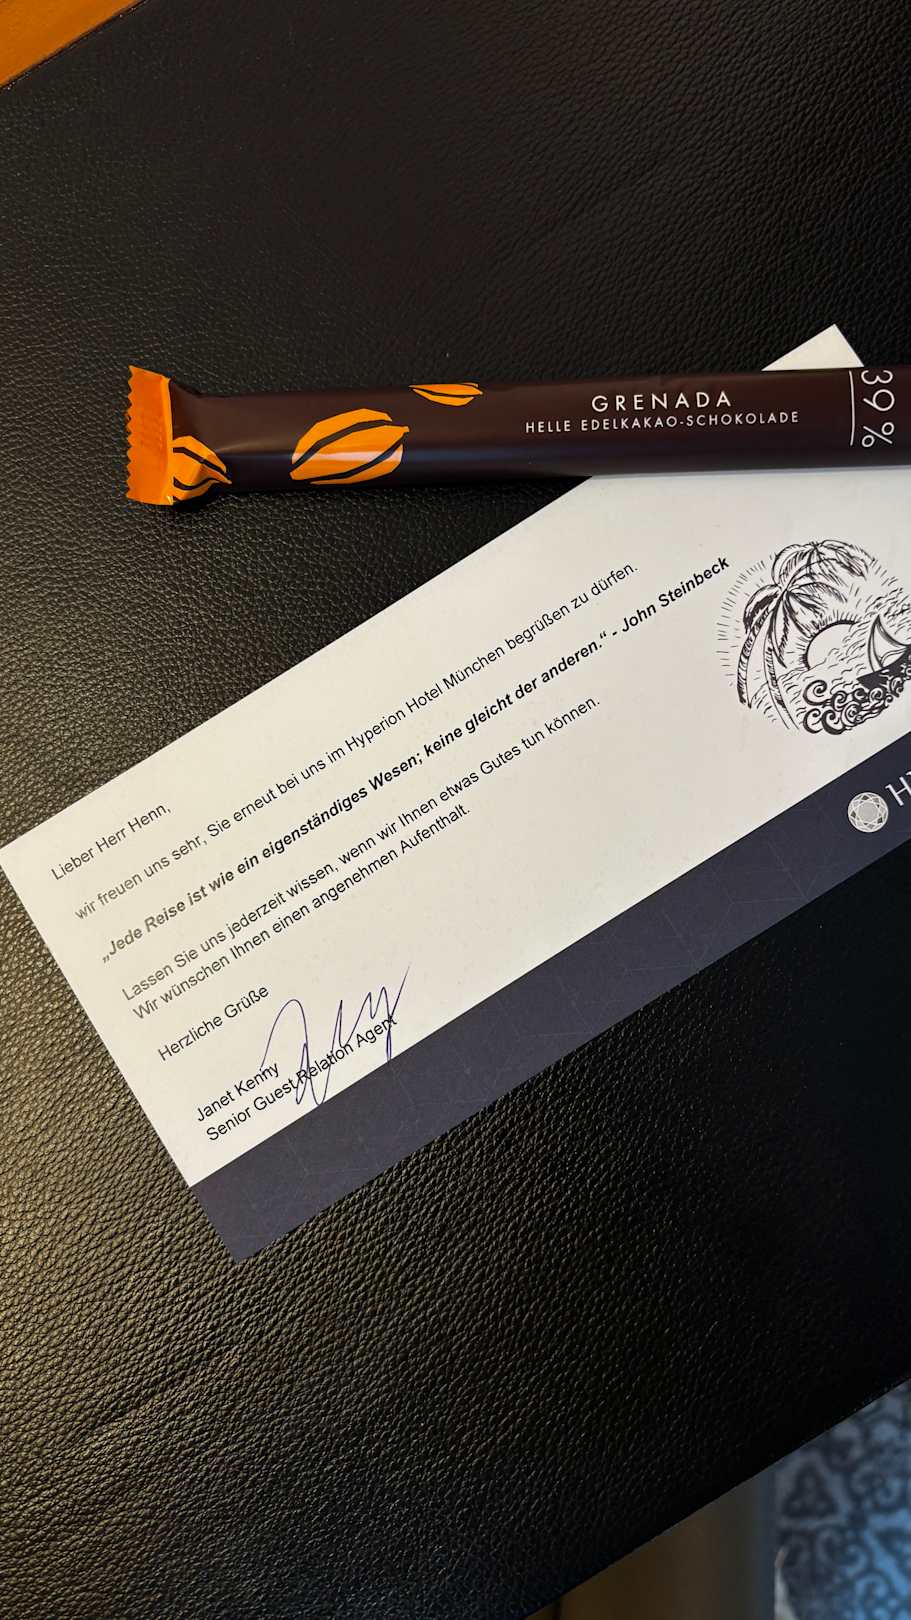 GRENADA
HELLE EDELKAKAO-SCHOKOLADE
39%
Lieber Herr Henn,
wir freuen uns sehr, Sie erneut bei uns im Hyperion Hotel München begrüßen zu dürfen.
„Jede Reise ist wie ein eigenständiges Wesen; keine gleicht der anderen.“ - John Steinbeck
Lassen Sie uns jederzeit wissen, wenn wir Ihnen etwas Gutes tun können.
Wir wünschen Ihnen einen angenehmen Aufenthalt.
Herzliche Grüße
Janet Kenny
Senior Guest Relation Agent